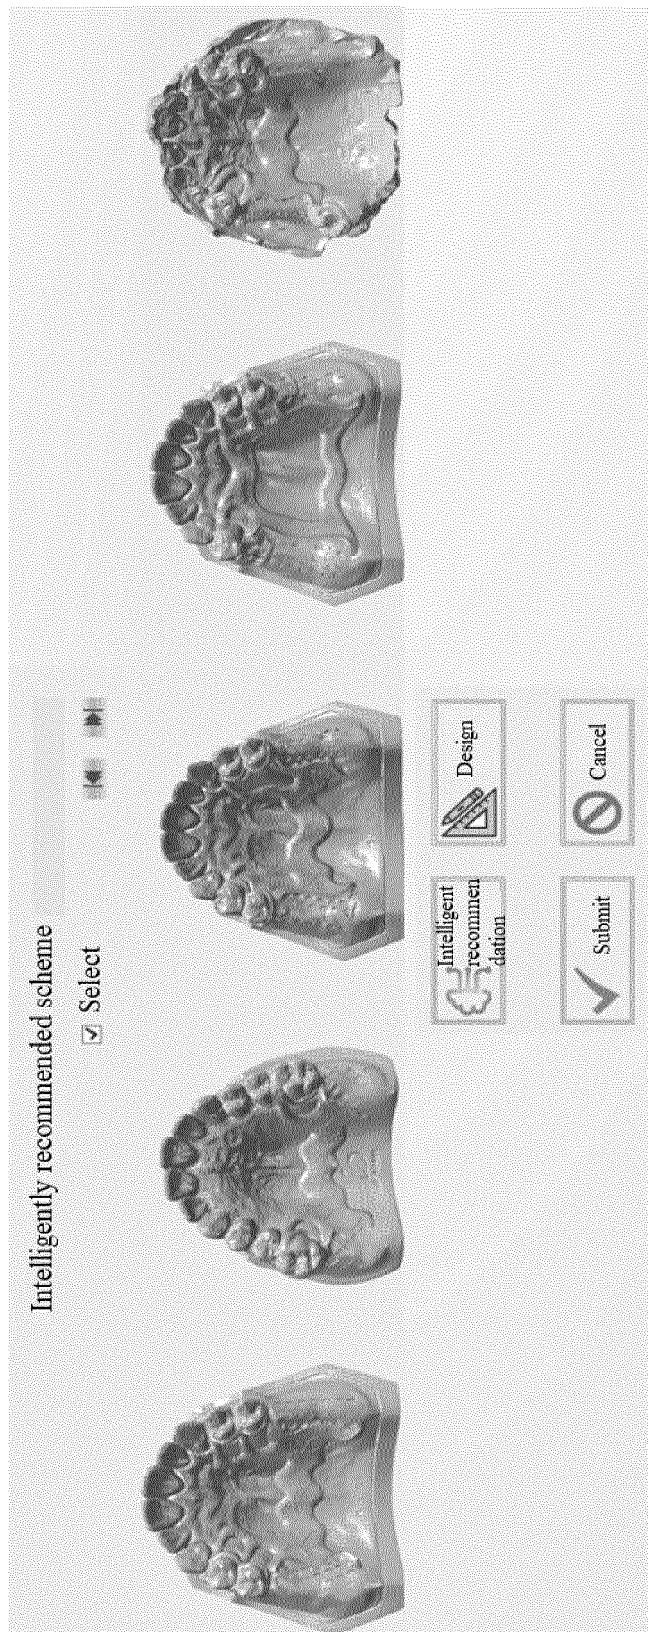 Intelligently recommended scheme
Select
Intelligent
recommen
dation
Design
Submit
Cancel